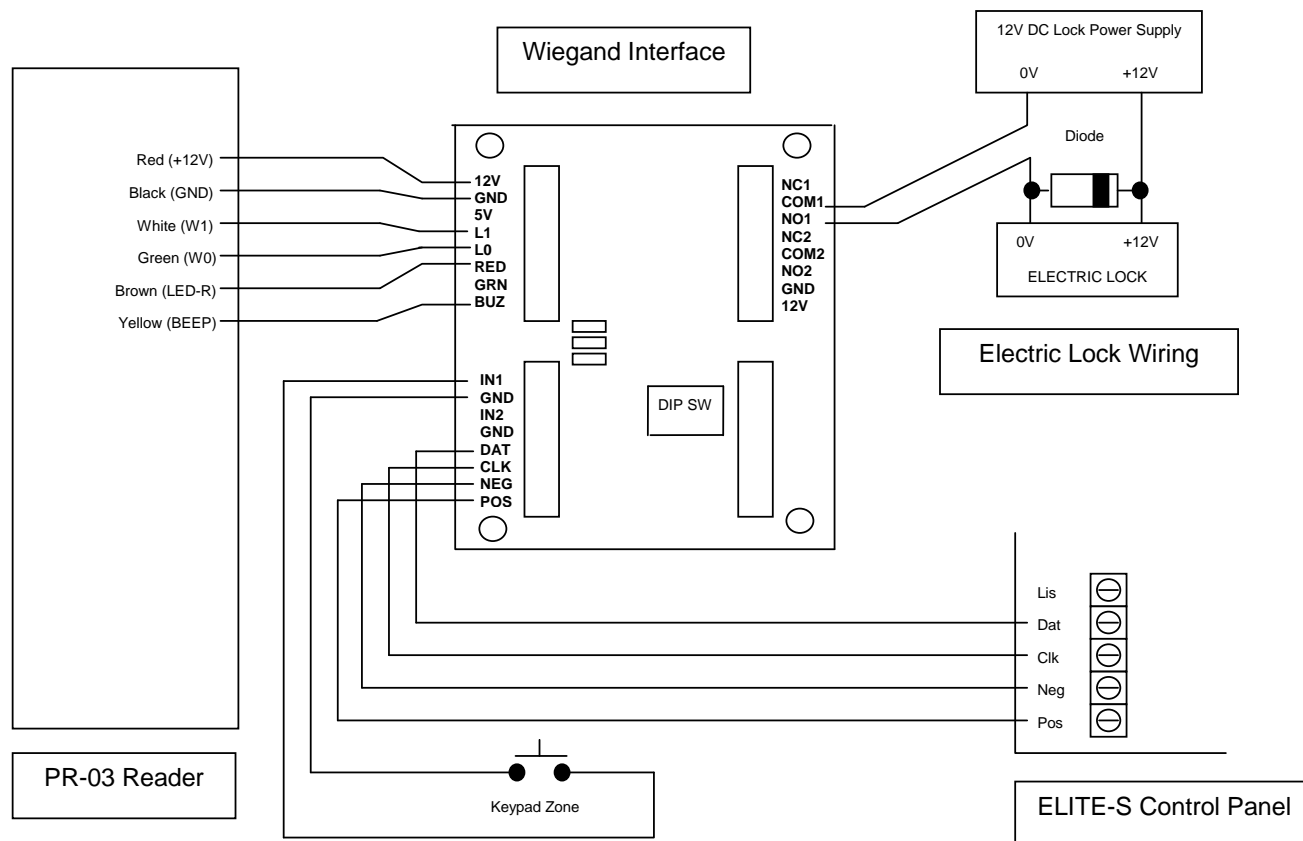 Wiegand Interface
12V DC Lock Power Supply
0V +12V
Diode
0V +12V
ELECTRIC LOCK
Electric Lock Wiring
Red (+12V)
Black (GND)
White (W1)
Green (W0)
Brown (LED-R)
Yellow (BEEP)
12V
GND
5V
L1
L0
RED
GRN
BUZ
NC1
COM1
NO1
NC2
COM2
NO2
GND
12V
IN1
GND
IN2
GND
DAT
CLK
NEG
POS
DIP SW
Lis
Dat
Clk
Neg
Pos
PR-03 Reader
Keypad Zone
ELITE-S Control Panel